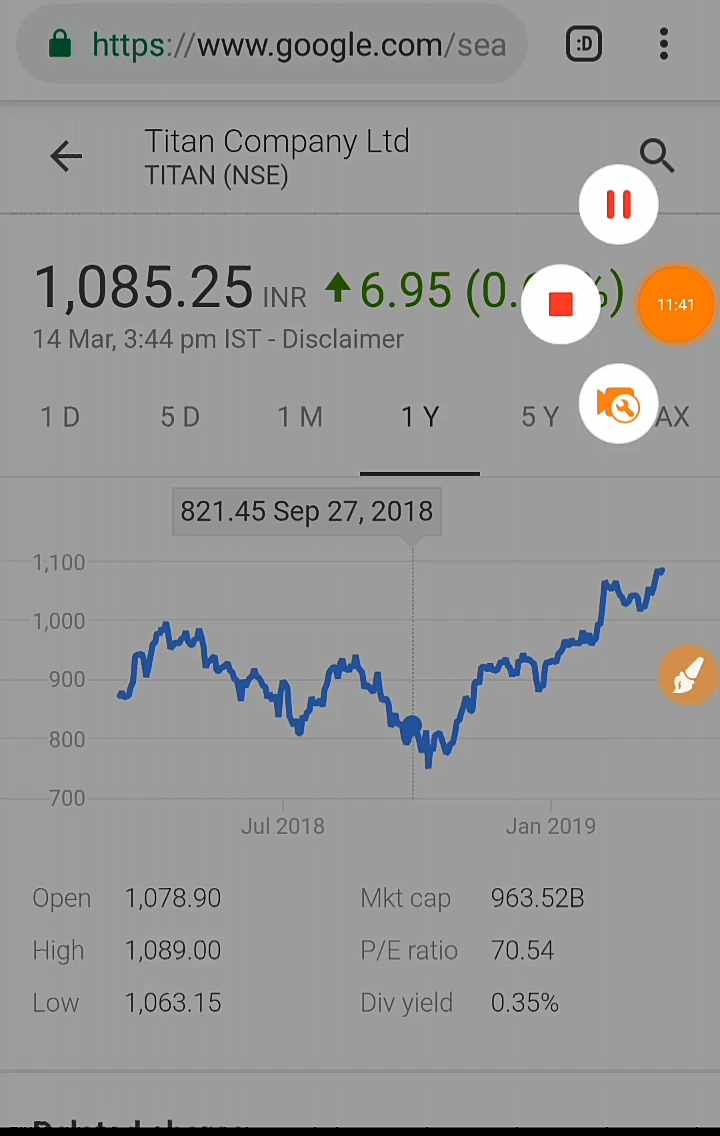 https://www.google.com/sea
:D
Titan Company Ltd
TITAN (NSE)
1,085.25 INR 6.95 (0. %)
11:41
14 Mar, 3:44 pm IST - Disclaimer
1 D 5 D 1 M 1 Y 5 Y AX
821.45 Sep 27, 2018
1,100
1,000
900
800
700
Jul 2018 Jan 2019
Open 1,078.90 Mkt cap 963.52B
High 1,089.00 P/E ratio 70.54
Low 1,063.15 Div yield 0.35%